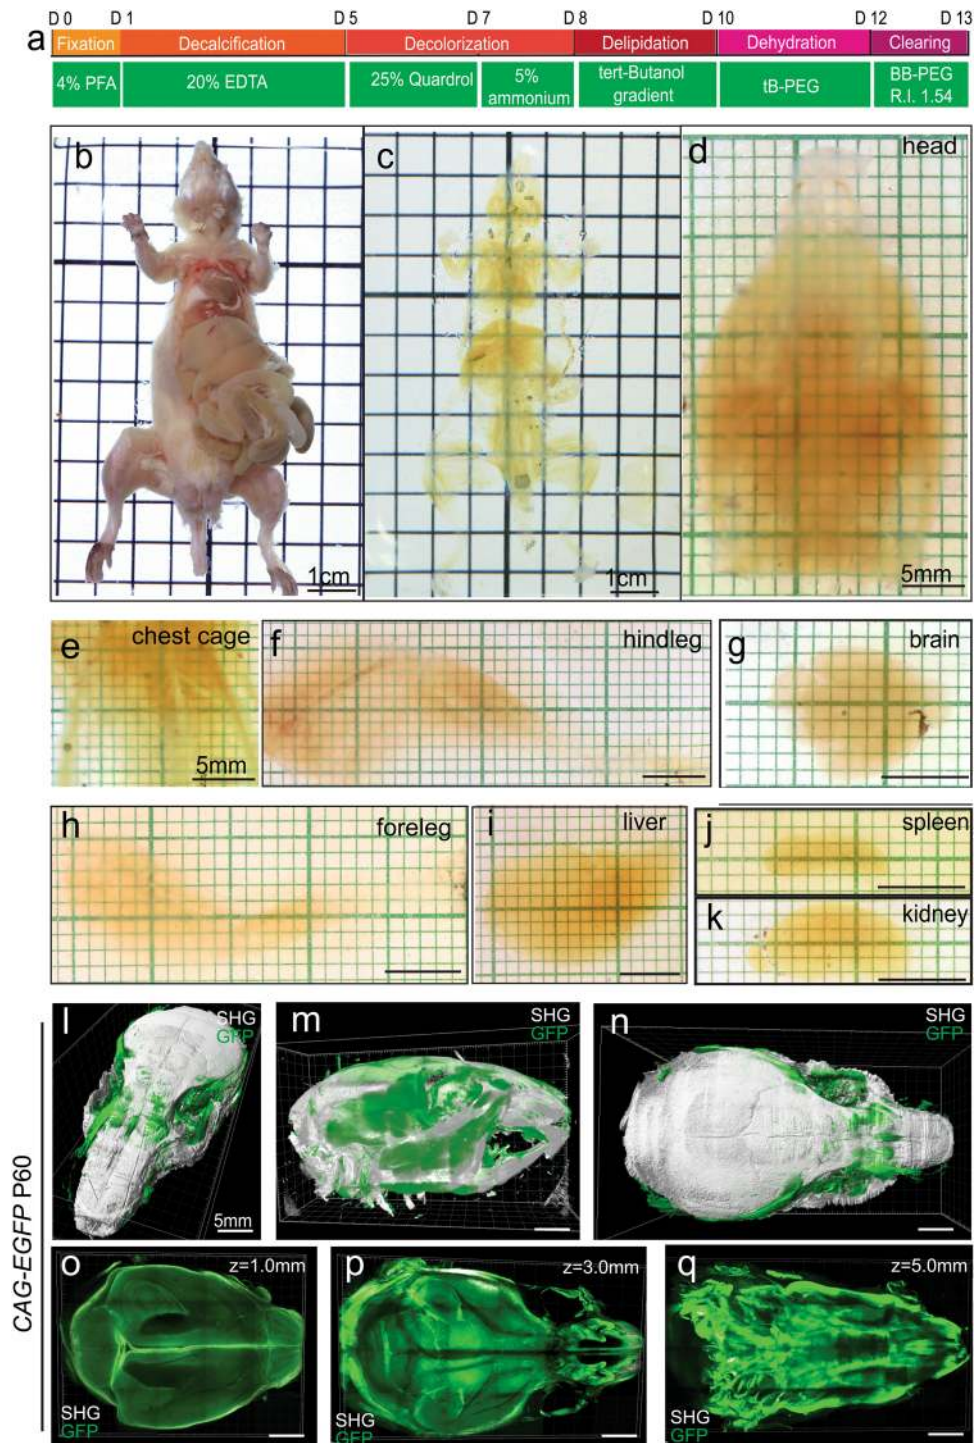 D 0 D 1 D 5 D 7 D 8 D 10 D 12 D 13
a Fixation Decalcification Decolorization Delipidation Dehydration Clearing
4% PFA 20% EDTA 25% Quardrol 5% ammonium tert-Butanol gradient tB-PEG BB-PEG R.I. 1.54
b c d head
1cm 1cm 5mm
e chest cage f hindleg g brain
5mm
h foreleg i liver j spleen
k kidney
l SHG GFP m SHG GFP n SHG GFP
5mm
CAG-EGFP P60
o z=1.0mm p z=3.0mm q z=5.0mm
SHG GFP SHG GFP SHG GFP